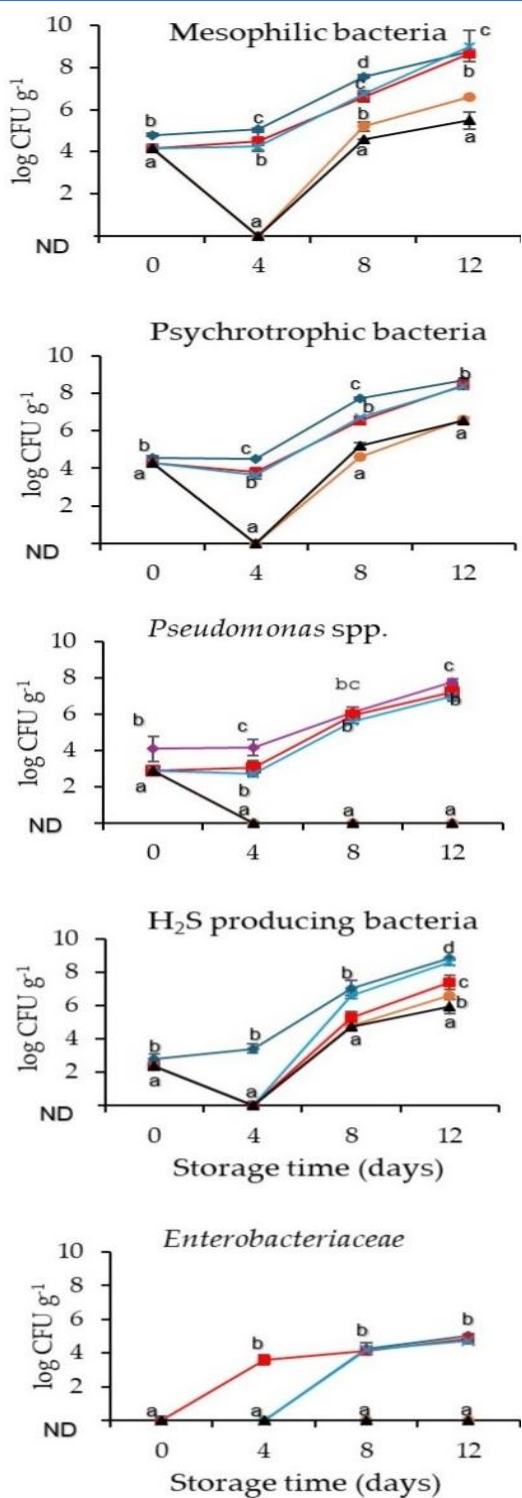 Mesophilic bacteria
10
8
6
4
2
ND
log CFU g-1
b
a
c
b
a
d
c
b
a
c
b
a
0 4 8 12
Psychrotrophic bacteria
10
8
6
4
2
ND
log CFU g-1
b
a
c
b
a
c
b
a
b
a
0 4 8 12
Pseudomonas spp.
10
8
6
4
2
ND
log CFU g-1
b
a
c
b
a
bc
b
a
c
b
a
0 4 8 12
H₂S producing bacteria
10
8
6
4
2
ND
log CFU g-1
b
a
b
a
b
a
d
c
b
a
0 4 8 12
Storage time (days)
Enterobacteriaceae
10
8
6
4
2
ND
log CFU g-1
a
b
a
b
a
b
a
0 4 8 12
Storage time (days)